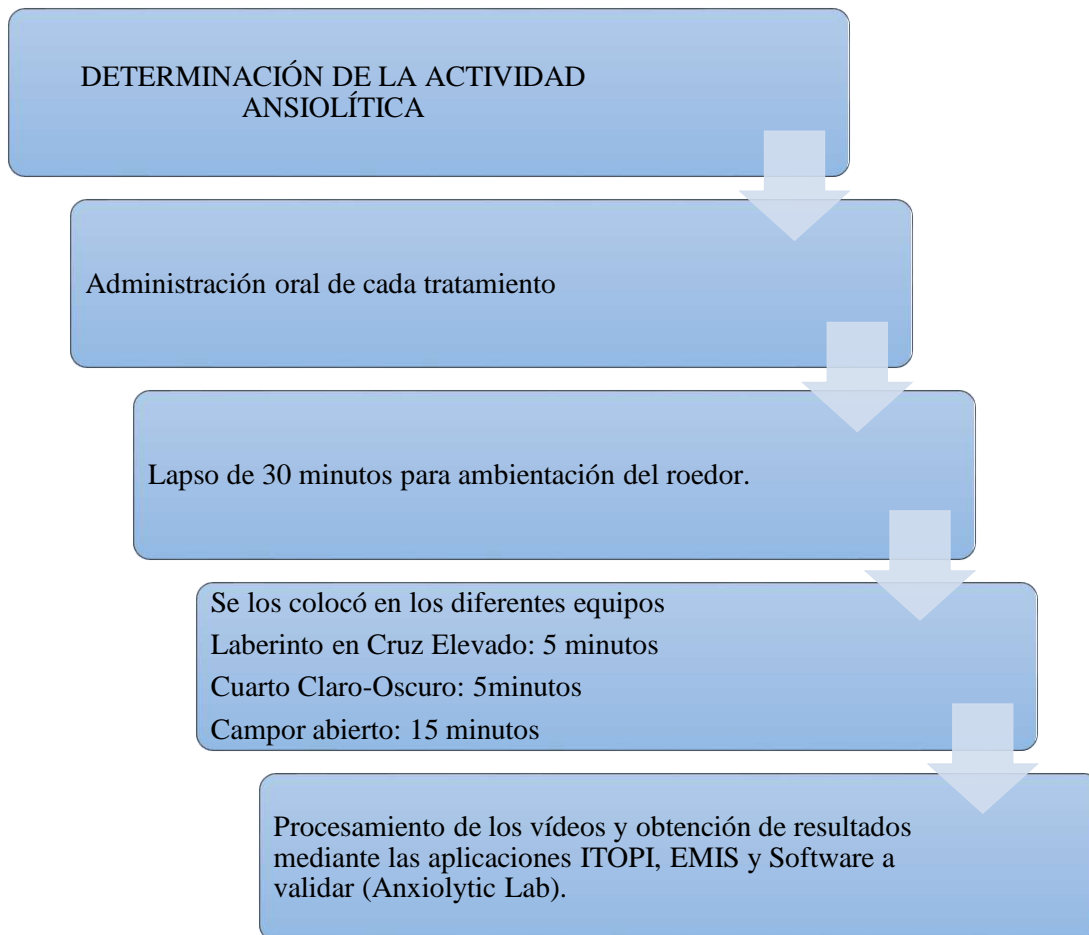 DETERMINACIÓN DE LA ACTIVIDAD
ANSIOLÍTICA
Administración oral de cada tratamiento
Lapso de 30 minutos para ambientación del roedor.
Se los colocó en los diferentes equipos
Laberinto en Cruz Elevado: 5 minutos
Cuarto Claro-Oscuro: 5minutos
Campor abierto: 15 minutos
Procesamiento de los vídeos y obtención de resultados
mediante las aplicaciones ITOPI, EMIS y Software a
validar (Anxiolytic Lab).